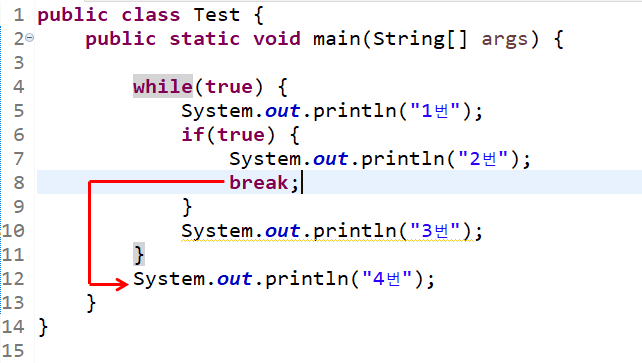 1 public class Test {
2 public static void main(String[] args) {
3
4 while(true) {
5 System.out.println("1번");
6 if(true) {
7 System.out.println("2번");
8 break;
9 }
10 System.out.println("3번");
11 }
12 System.out.println("4번");
13 }
14 }
15